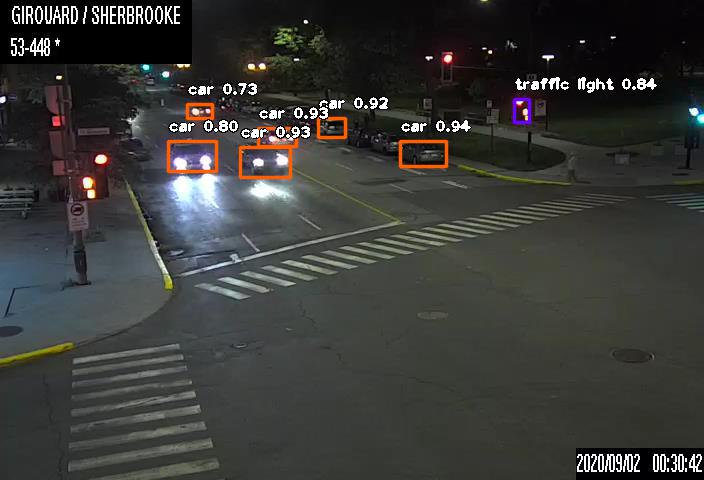 GIROUARD / SHERBROOKE
53-448 *
car 0.73
car 0.92
car 0.93
traffic light 0.84
car 0.80
car 0.93
car 0.94
2020/09/02 00:30:42